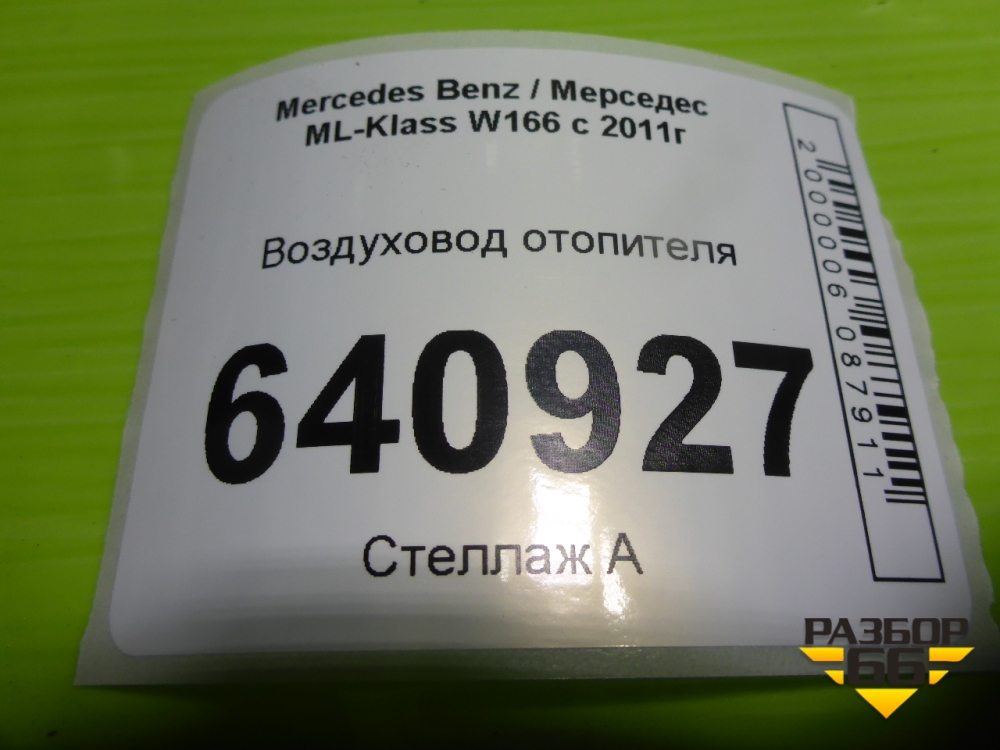 Mercedes Benz / Мерседес
ML-Klass W166 с 2011г
Воздуховод отопителя
640927
Стеллаж А
2000006087911
РАЗБОР
66